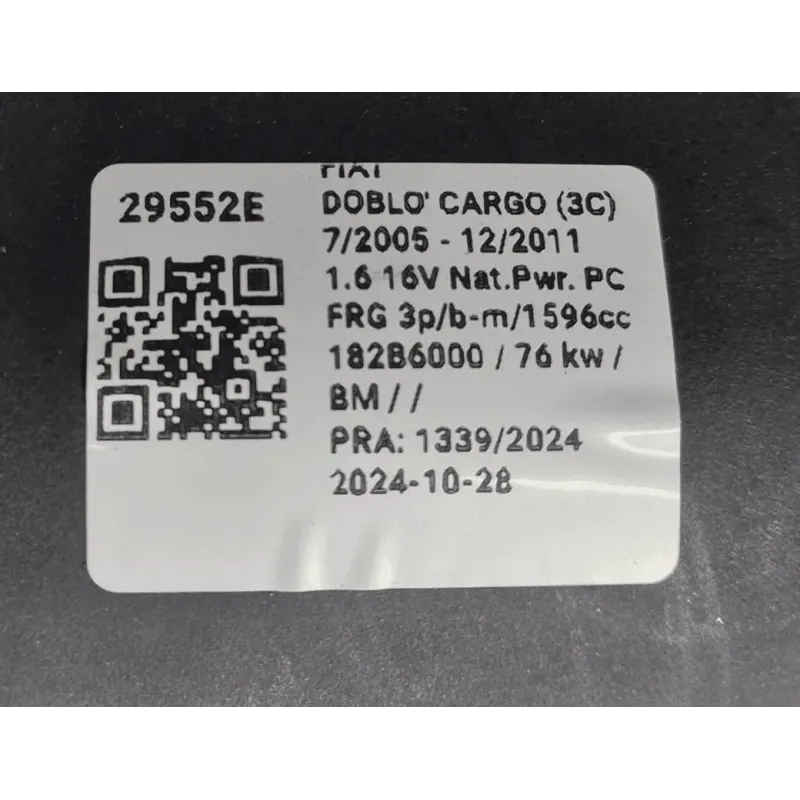 29552E
FIAT
DOBLO' CARGO (3C)
7/2005 - 12/2011
1.6 16V Nat.Pwr. PC
FRG 3p/b-m/1596cc
182B6000 / 76 kw /
BM / /
PRA: 1339/2024
2024-10-28